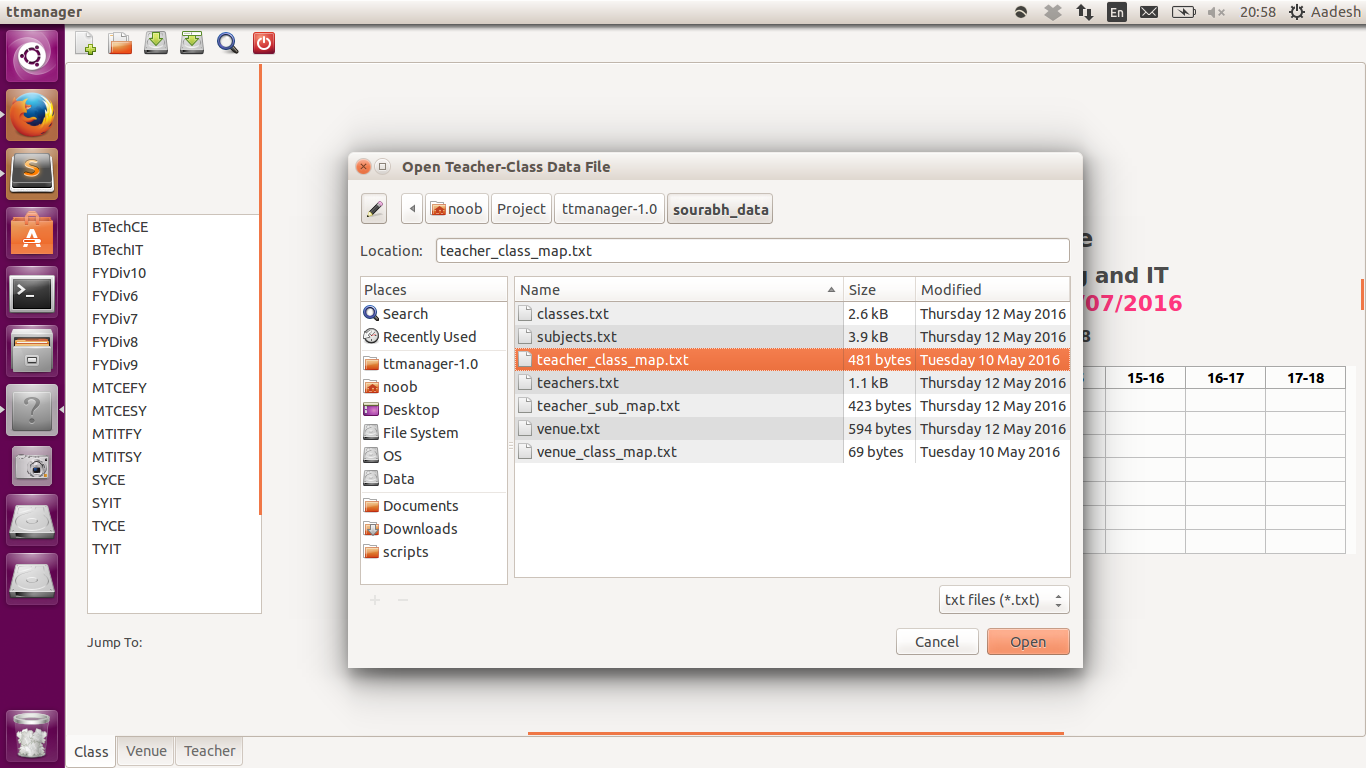 ttmanager
En
20:58
Aadesh
Open Teacher-Class Data File
noob
Project
ttmanager-1.0
sourabh_data
Location:
teacher_class_map.txt
Places
Search
Recently Used
ttmanager-1.0
noob
Desktop
File System
OS
Data
Documents
Downloads
scripts
Name Size Modified
classes.txt 2.6 kB Thursday 12 May 2016
subjects.txt 3.9 kB Thursday 12 May 2016
teacher_class_map.txt 481 bytes Tuesday 10 May 2016
teachers.txt 1.1 kB Thursday 12 May 2016
teacher_sub_map.txt 423 bytes Thursday 12 May 2016
venue.txt 594 bytes Thursday 12 May 2016
venue_class_map.txt 69 bytes Tuesday 10 May 2016
txt files (*.txt)
Cancel
Open
BTechCE
BTechIT
FYDiv10
FYDiv6
FYDiv7
FYDiv8
FYDiv9
MTCEFY
MTCESY
MTITFY
MTITSY
SYCE
SYIT
TYCE
TYIT
Jump To:
and IT
/07/2016
15-16 16-17 17-18
Class Venue Teacher